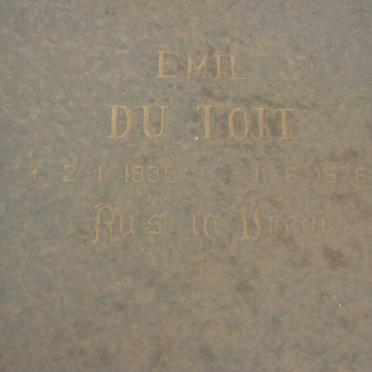 EMIL
DU TOIT
2-1-1935 † 11-6-1976
Rus in Vrede